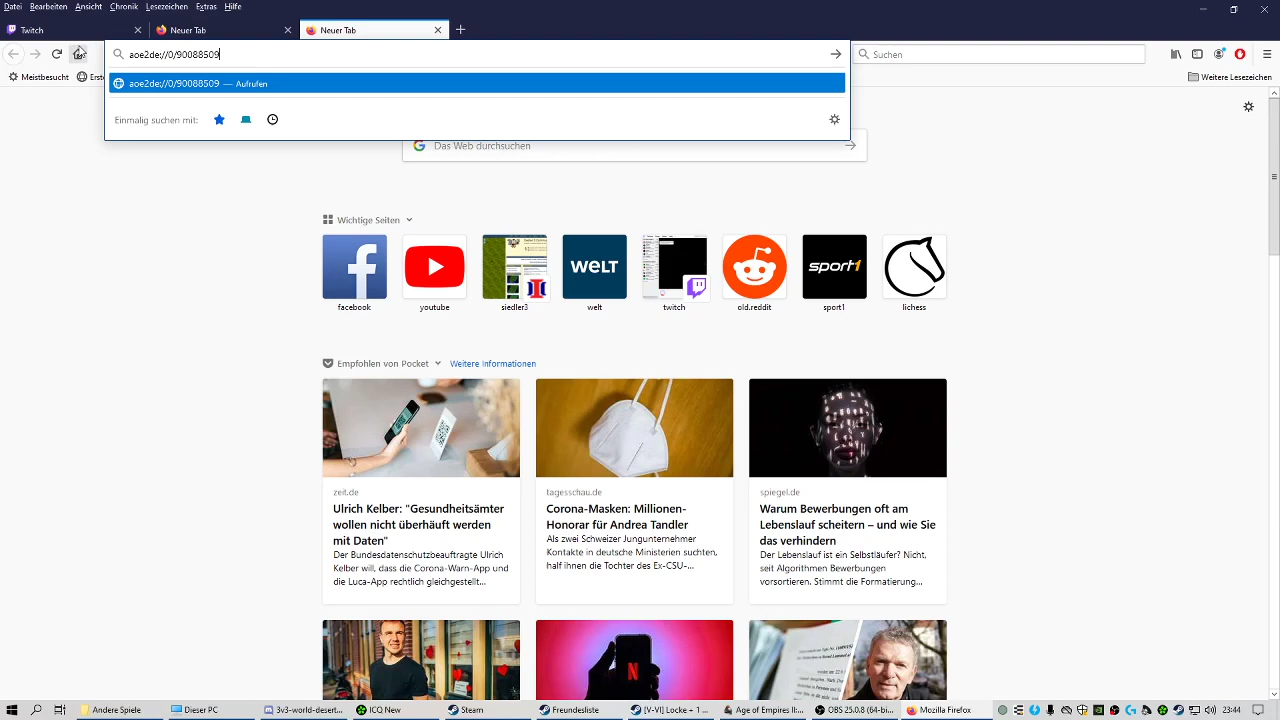 Datei Bearbeiten Ansicht Chronik Lesezeichen Extras Hilfe
Twitch
Neuer Tab
Neuer Tab
aoe2de://0/90088509
Suchen
aoe2de://0/90088509 — Aufrufen
Meistbesucht
Erste
Weitere Lesezeichen
Einmalig suchen mit:
Das Web durchsuchen
Wichtige Seiten
WELT
sport1
facebook
youtube
siedler3
welt
twitch
old.reddit
sport1
lichess
Empfohlen von Pocket
Weitere Informationen
zeit.de
Ulrich Kelber: "Gesundheitsämter
wollen nicht überhäuft werden
mit Daten"
Der Bundesdatenschutzbeauftragte Ulrich
Kelber will, dass die Corona-Warn-App und
die Luca-App rechtlich gleichgestellt...
tagesschau.de
Corona-Masken: Millionen-
Honorar für Andrea Tandler
Als zwei Schweizer Jungunternehmer
Kontakte in deutsche Ministerien suchten,
half ihnen die Tochter des Ex-CSU-...
spiegel.de
Warum Bewerbungen oft am
Lebenslauf scheitern – und wie Sie
das verhindern
Der Lebenslauf ist ein Selbstläufer? Nicht,
seit Algorithmen Bewerbungen
vorsortieren. Stimmt die Formatierung...
N
Andere Spiele
Dieser PC
3v3-world-desert...
ICQ New
Steam
Freundesliste
[V-VI] Locke + 1 ...
Age of Empires II:...
OBS 25.0.8 (64-bi...
Mozilla Firefox
23:44